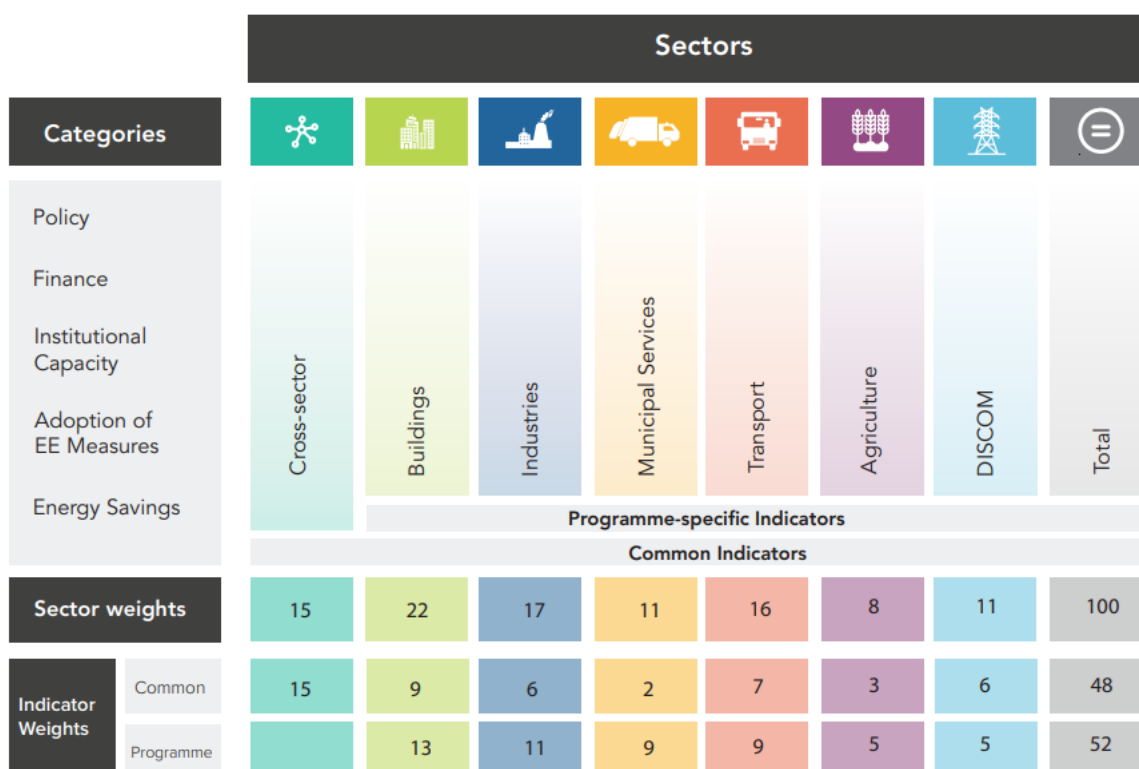 Sectors
Categories
Policy
Finance
Institutional
Capacity
Adoption of
EE Measures
Energy Savings
Cross-sector
Buildings
Industries
Municipal Services
Transport
Agriculture
DISCOM
Total
Programme-specific Indicators
Common Indicators
Sector weights 15 22 17 11 16 8 11 100
Indicator
Weights
Common 15 9 6 2 7 3 6 48
Programme 13 11 9 9 5 5 52